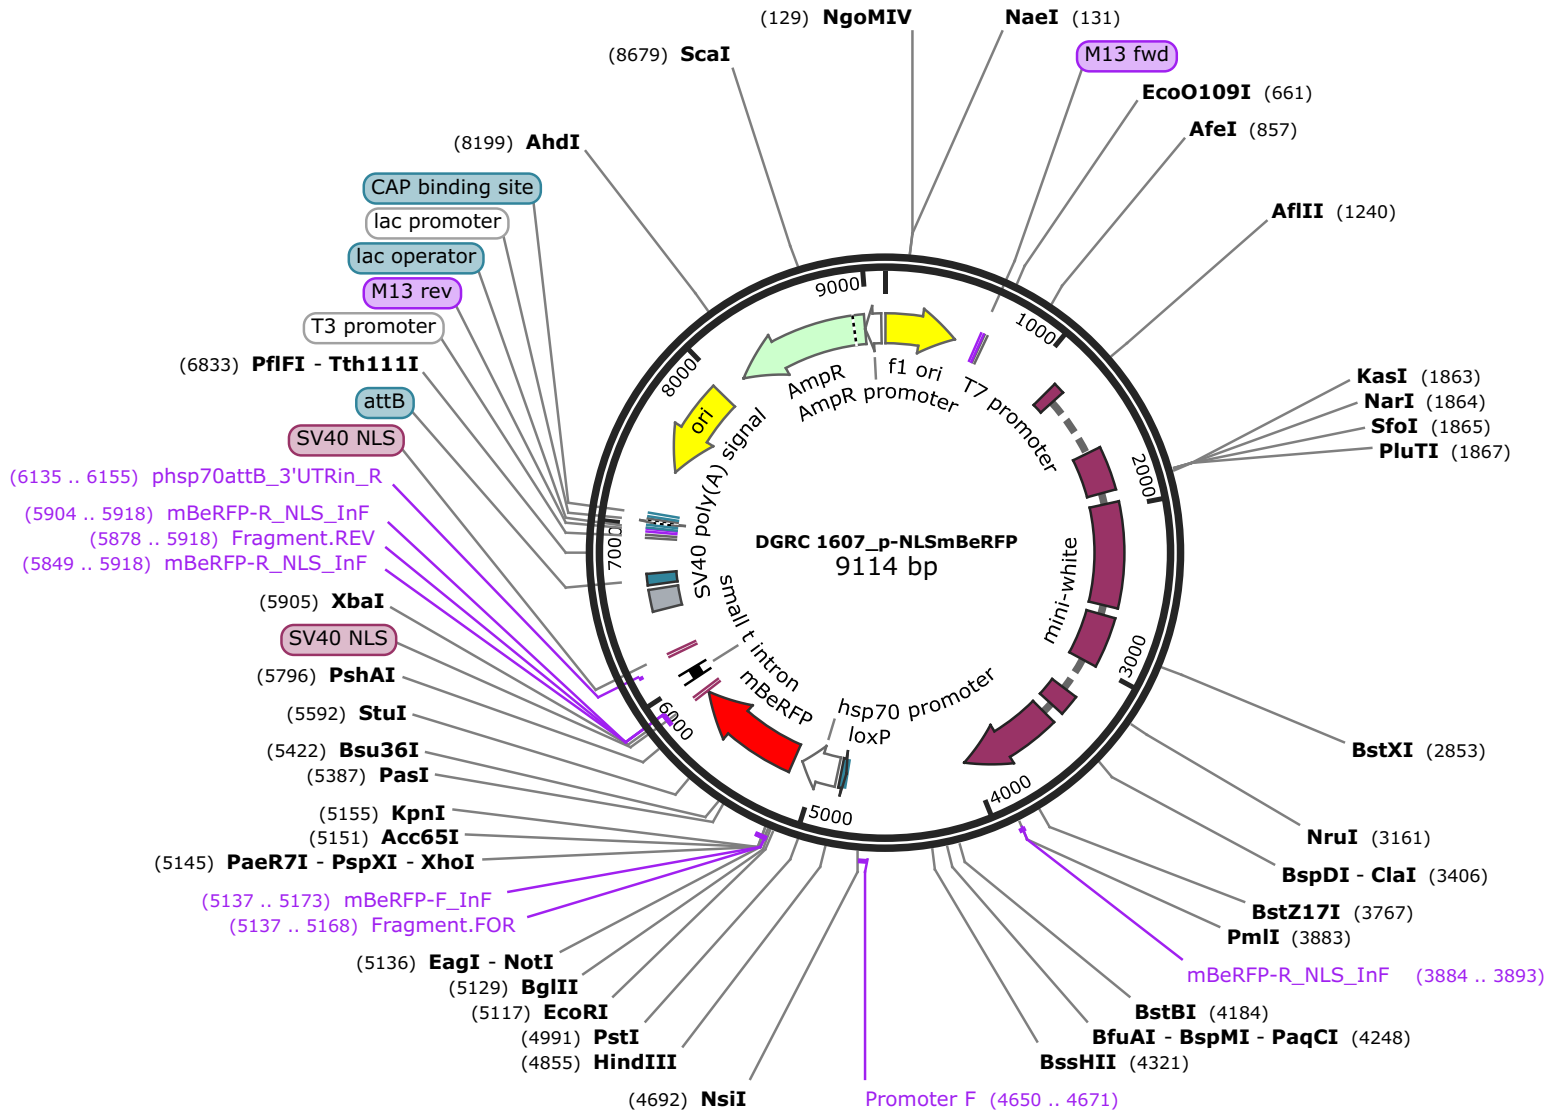 (129) NgoMIV
NaeI (131)
(8679) ScaI
M13 fwd
EcoO109I (661)
AfeI (857)
(8199) AhdI
CAP binding site
lac promoter
AflII (1240)
lac operator
M13 rev
T3 promoter
(6833) PflFI - Tth111I
attB
SV40 NLS
KasI (1863)
NarI (1864)
SfoI (1865)
PluTI (1867)
(6135 .. 6155) phsp70attB_3'UTRin_R
(5904 .. 5918) mBeRFP-R_NLS_InF
(5878 .. 5918) Fragment.REV
(5849 .. 5918) mBeRFP-R_NLS_InF
(5905) XbaI
SV40 NLS
(5796) PshAI
(5592) StuI
(5422) Bsu36I
(5387) PasI
(5155) KpnI
(5151) Acc65I
(5145) PaeR7I - PspXI - XhoI
(5137 .. 5173) mBeRFP-F_InF
(5137 .. 5168) Fragment.FOR
(5136) EagI - NotI
(5129) BglII
(5117) EcoRI
(4991) PstI
(4855) HindIII
(4692) NsiI
BstXI (2853)
NruI (3161)
BspDI - ClaI (3406)
BstZ17I (3767)
PmlI (3883)
mBeRFP-R_NLS_InF (3884 .. 3893)
BstBI (4184)
BfuAI - BspMI - PaqCI (4248)
BssHII (4321)
Promoter F (4650 .. 4671)
1000
2000
3000
4000
5000
6000
7000
8000
9000
f1 ori
AmpR
AmpR promoter
T7 promoter
ori
SV40 poly(A) signal
small t intron
mBeRFP
hsp70 promoter
loxP
mini-white
DGRC 1607_p-NLSmBeRFP
9114 bp